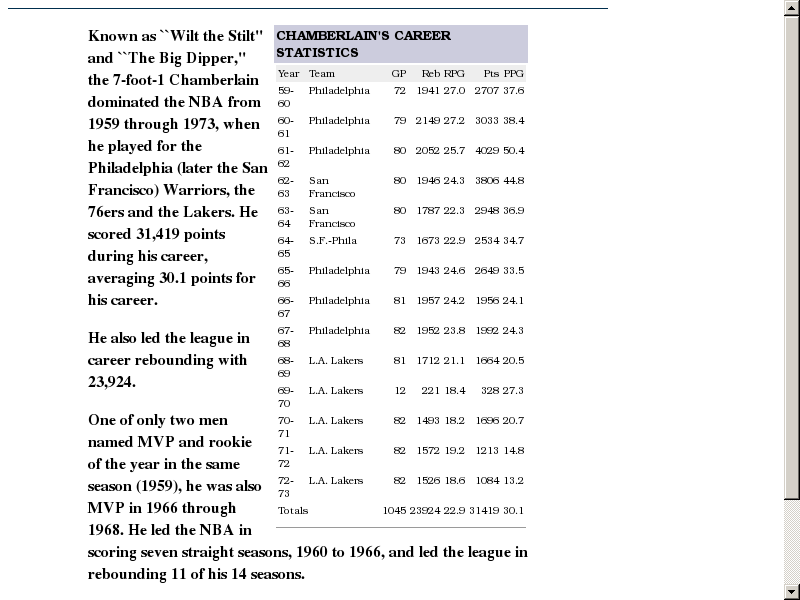 Known as ``Wilt the Stilt''
and ``The Big Dipper,''
the 7-foot-1 Chamberlain
dominated the NBA from
1959 through 1973, when
he played for the
Philadelphia (later the San
Francisco) Warriors, the
76ers and the Lakers. He
scored 31,419 points
during his career,
averaging 30.1 points for
his career.
He also led the league in
career rebounding with
23,924.
One of only two men
named MVP and rookie
of the year in the same
season (1959), he was also
MVP in 1966 through
1968. He led the NBA in
scoring seven straight seasons, 1960 to 1966, and led the league in
rebounding 11 of his 14 seasons.
CHAMBERLAIN'S CAREER
STATISTICS
Year Team GP Reb RPG Pts PPG
59- Philadelphia 72 1941 27.0 2707 37.6
60
60- Philadelphia 79 2149 27.2 3033 38.4
61
61- Philadelphia 80 2052 25.7 4029 50.4
62
62- San 80 1946 24.3 3806 44.8
63 Francisco
63- San 80 1787 22.3 2948 36.9
64 Francisco
64- S.F.-Phila 73 1673 22.9 2534 34.7
65
65- Philadelphia 79 1943 24.6 2649 33.5
66
66- Philadelphia 81 1957 24.2 1956 24.1
67
67- Philadelphia 82 1952 23.8 1992 24.3
68
68- L.A. Lakers 81 1712 21.1 1664 20.5
69
69- L.A. Lakers 12 221 18.4 328 27.3
70
70- L.A. Lakers 82 1493 18.2 1696 20.7
71
71- L.A. Lakers 82 1572 19.2 1213 14.8
72
72- L.A. Lakers 82 1526 18.6 1084 13.2
73
Totals 1045 23924 22.9 31419 30.1